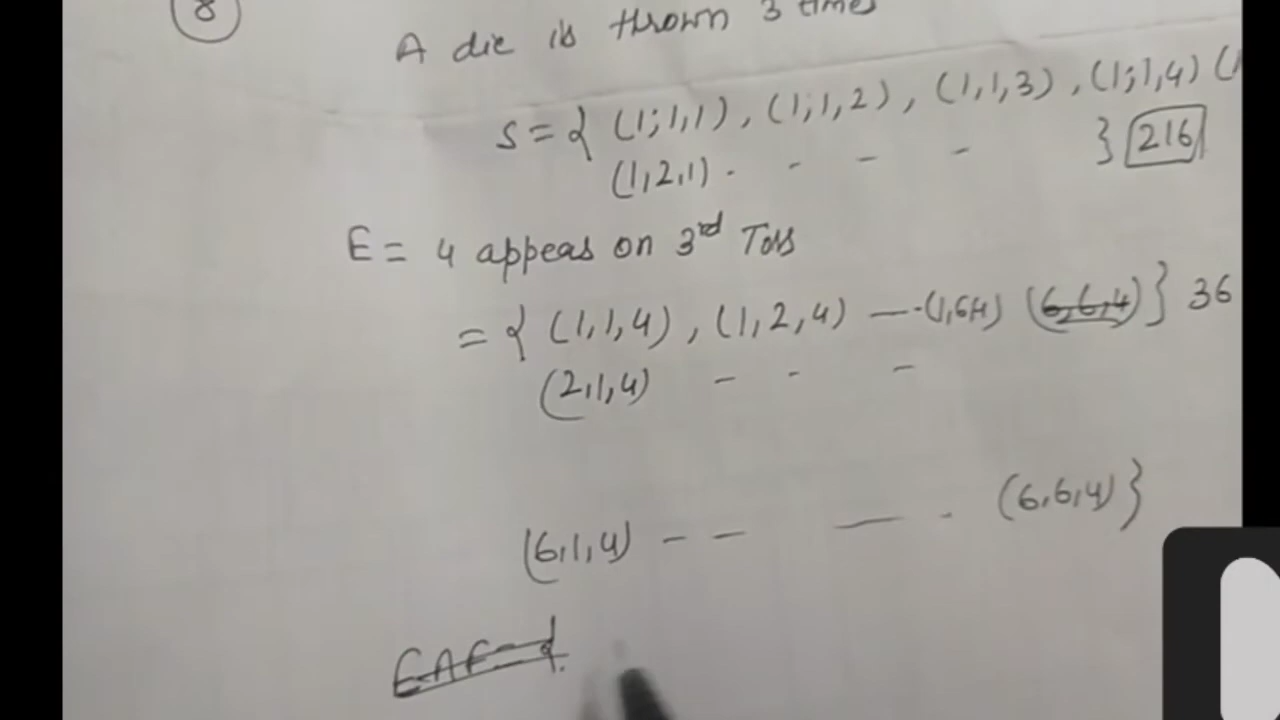 8
A die is thrown 3 times
S = { (1,1,1), (1,1,2), (1,1,3), (1,1,4) (1
(1,2,1) . - - - } 216
E = 4 appeas on 3rd Toss
= { (1,1,4), (1,2,4) —- (1,6,4) (6,6,4) } 36
(2,1,4) - - -
(6,1,4) - - — . (6,6,4) }
E∩F = {